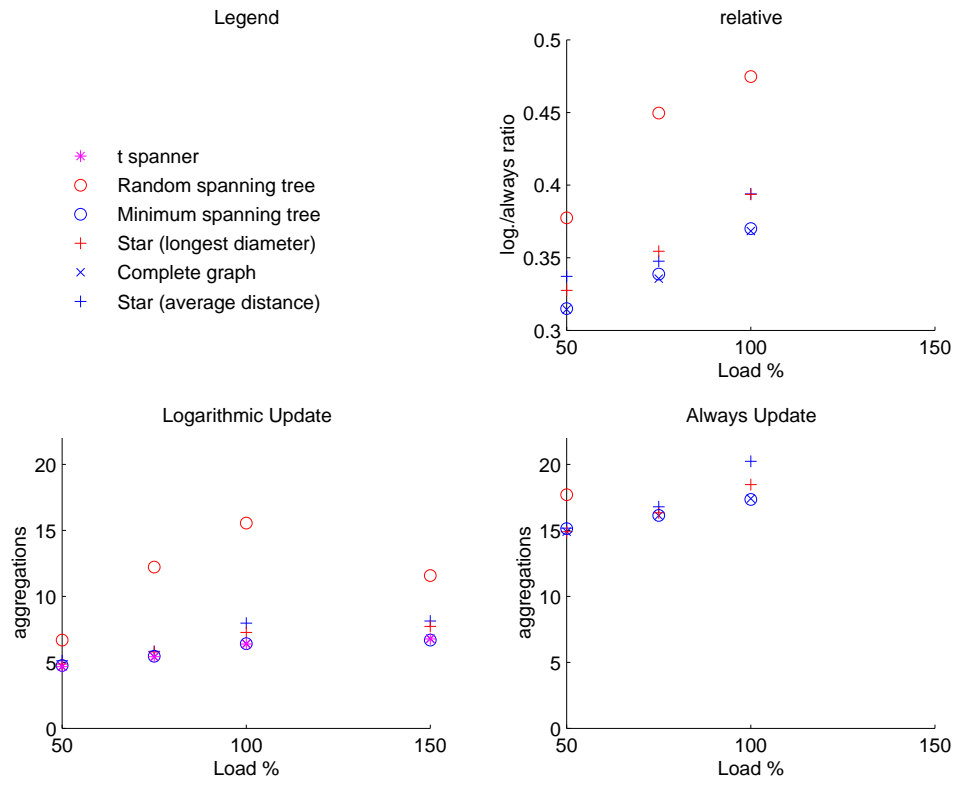 Legend
t spanner
Random spanning tree
Minimum spanning tree
Star (longest diameter)
Complete graph
Star (average distance)
relative
0.5
0.45
0.4
0.35
0.3
log./always ratio
50
100
150
Load %
Logarithmic Update
20
15
10
5
0
aggregations
50
100
150
Load %
Always Update
20
15
10
5
0
aggregations
50
100
150
Load %